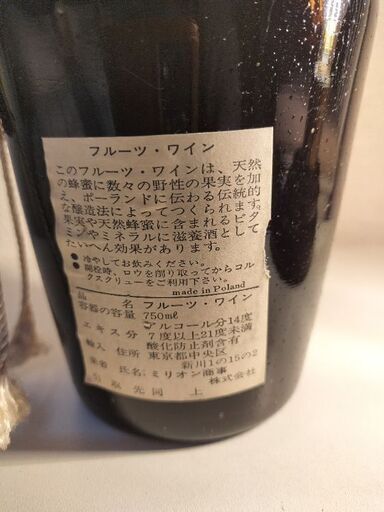 フルーツ・ワイン
このフルーツ・ワインは、天然
の蜂蜜に数々の野性の果実を加
え、ポーランドに伝わる伝統的
な醸造法によってつくられます。
果実や天然蜂蜜に含まれるビタ
ミンやミネラルに滋養酒として
たいへん効果があります。
●冷やしてお飲みください。
●開栓時、ロウを削り取ってからコル
クスクリューをご利用下さい。
made in Poland
品名 フルーツ・ワイン
容器の容量 750mℓ
アルコール分14度
エキス分 7度以上21度未満
酸化防止剤含有
輸入 住所 東京都中央区
新川1の15の2
業者 氏名 ミリオン商事
株式会社
引取先同上